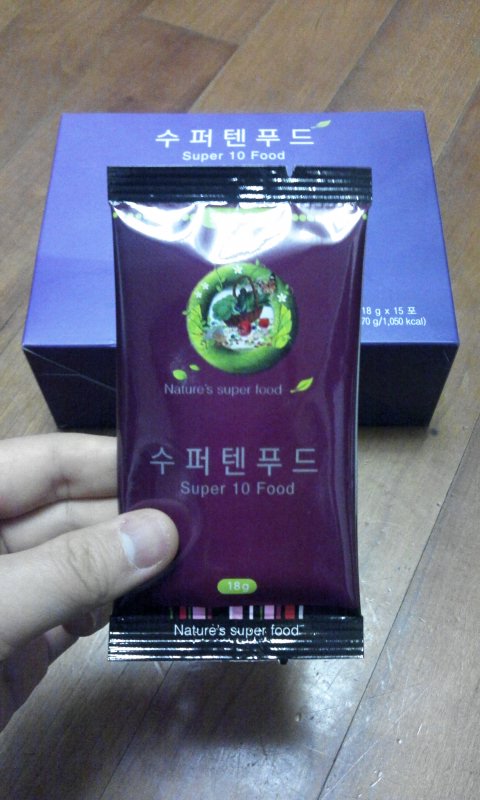 수퍼텐푸드
Super 10 Food
18 g x 15 포
70 g/1,050 kcal)
Nature's super food
수퍼텐푸드
Super 10 Food
18g
Nature's super food